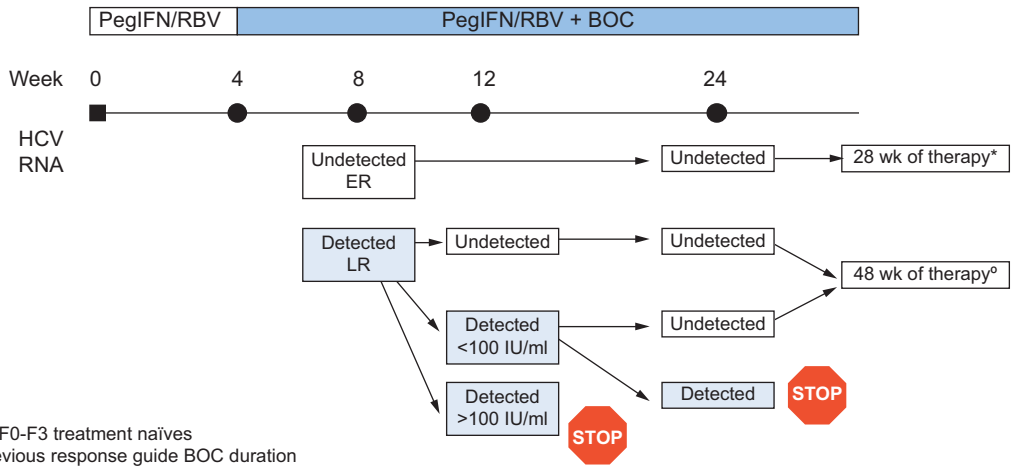 PegIFN/RBV PegIFN/RBV + BOC
Week 0 4 8 12 24
HCV
RNA
Undetected
ER
Undetected
28 wk of therapy*
Detected
LR
Undetected
Undetected
48 wk of therapyº
Detected
<100 IU/ml
Undetected
Detected
>100 IU/ml
STOP
Detected
STOP
F0-F3 treatment naïves
response guide BOC duration